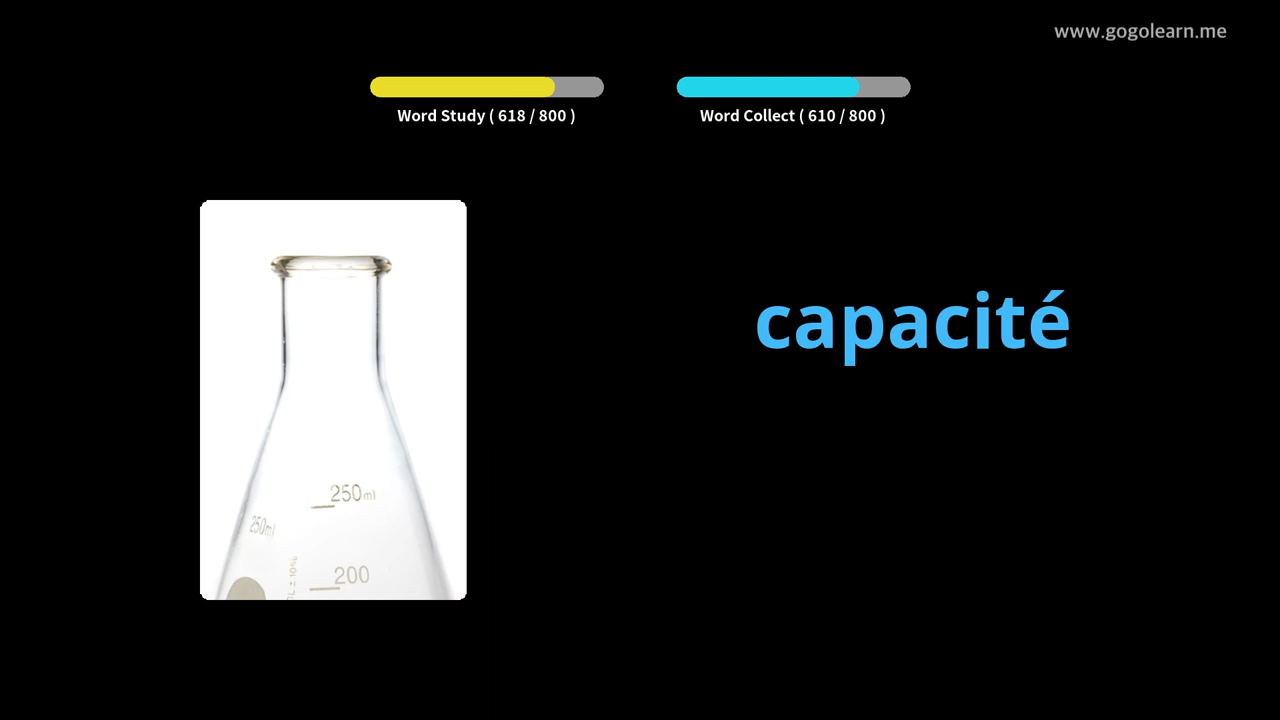 www.gogolearn.me
Word Study ( 618 / 800 )
Word Collect ( 610 / 800 )
capacité
250ml
250ml
200